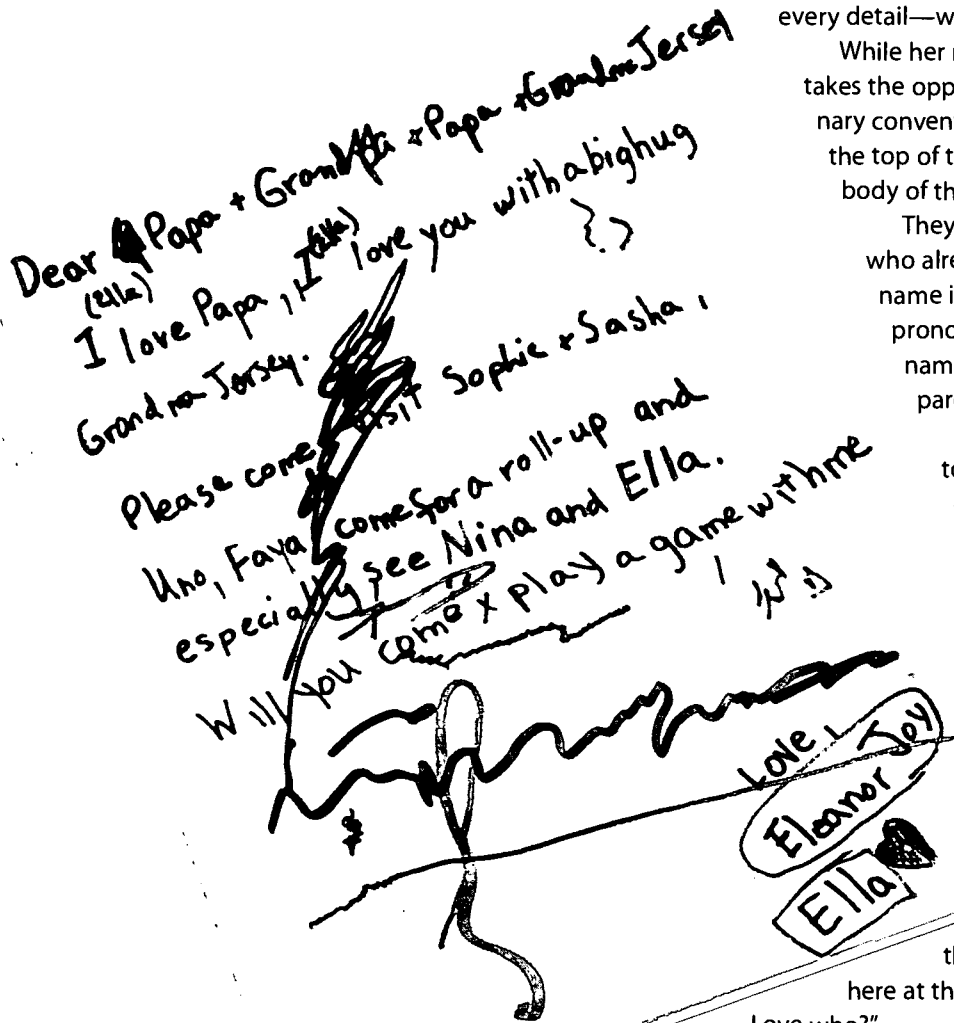 Dear Papa + Grandma + Papa + Grandma Jersey
(Ella) (Ella)
I love Papa, I love you with a big hug
Grandma Jersey.
Please come visit Sophie + Sasha,
Uno, Faya come for a roll-up and
especially see Nina and Ella.
Will you come x play a game with me
Love,
Eleanor Joy
Ella
every detail—w
While her
takes the opp
nary conven
the top of t
body of th
They
who alre
name i
prono
nam
par
to
th
here at th
Love who?"